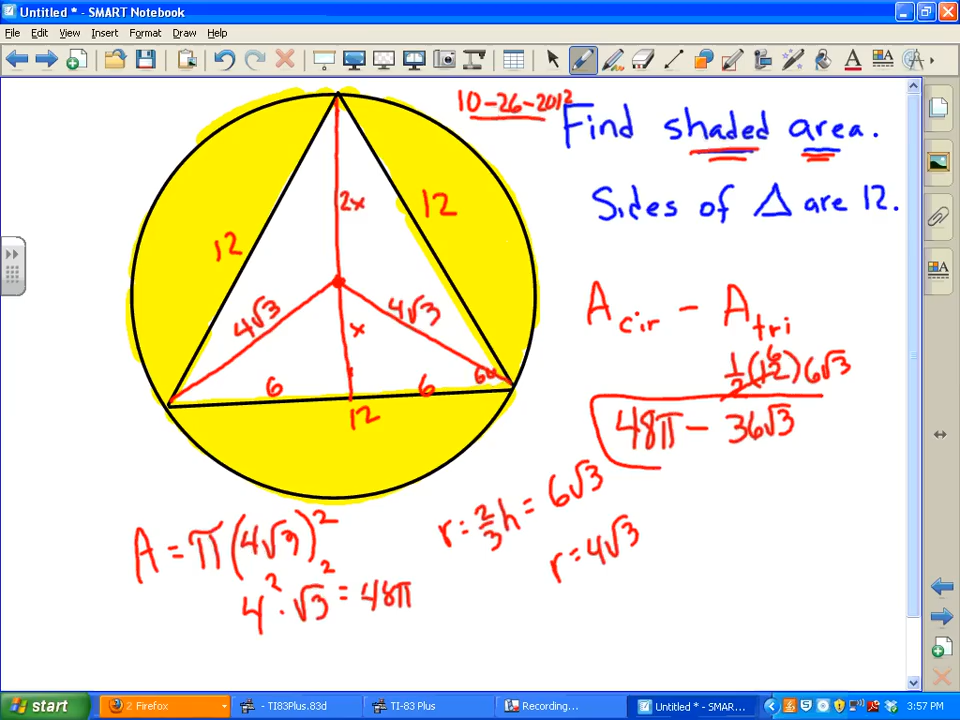 Untitled * - SMART Notebook
File Edit View Insert Format Draw Help
10-26-2012
Find shaded area.
Sides of △ are 12.
12
12
2x
4√3
4√3
x
6
6
60
12
A cir - A tri
1/2 (12) 6√3
6
48π - 36√3
A = π(4√3)²
4² · √3² = 48π
r = 2/3 h = 6√3
r = 4√3
start
2 Firefox
- TI83Plus.83d
TI-83 Plus
Recording...
Untitled * - SMART...
3:57 PM